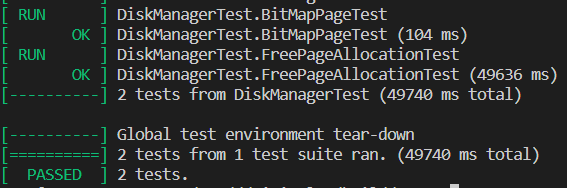 [ RUN      ] DiskManagerTest.BitMapPageTest
[       OK ] DiskManagerTest.BitMapPageTest (104 ms)
[ RUN      ] DiskManagerTest.FreePageAllocationTest
[       OK ] DiskManagerTest.FreePageAllocationTest (49636 ms)
[----------] 2 tests from DiskManagerTest (49740 ms total)

[----------] Global test environment tear-down
[==========] 2 tests from 1 test suite ran. (49740 ms total)
[  PASSED  ] 2 tests.